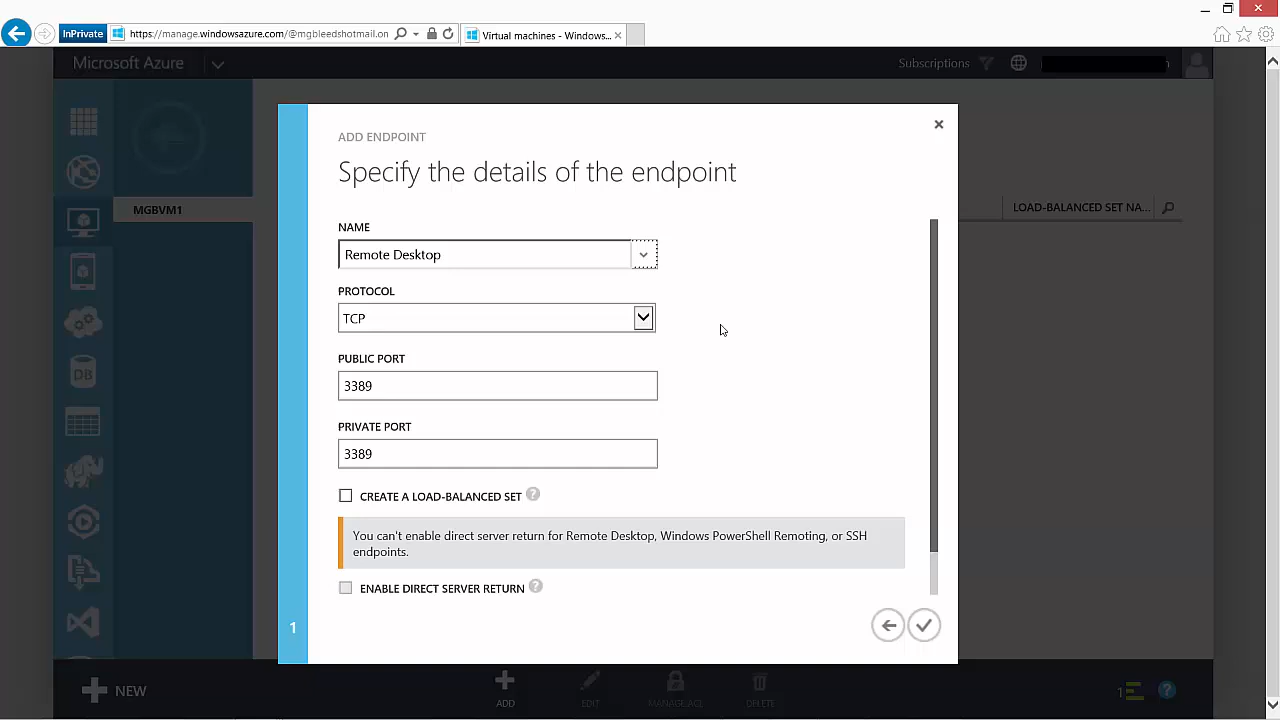 InPrivate
https://manage.windowsazure.com/@mgbleedshotmail.on
Virtual machines - Windows...
Microsoft Azure
Subscriptions
ADD ENDPOINT
Specify the details of the endpoint
MGBVM1
LOAD-BALANCED SET NA...
NAME
Remote Desktop
PROTOCOL
TCP
PUBLIC PORT
3389
PRIVATE PORT
3389
CREATE A LOAD-BALANCED SET ?
You can't enable direct server return for Remote Desktop, Windows PowerShell Remoting, or SSH
endpoints.
ENABLE DIRECT SERVER RETURN ?
DB
1
NEW
ADD
EDIT
MANAGE ACL
DELETE
1
?